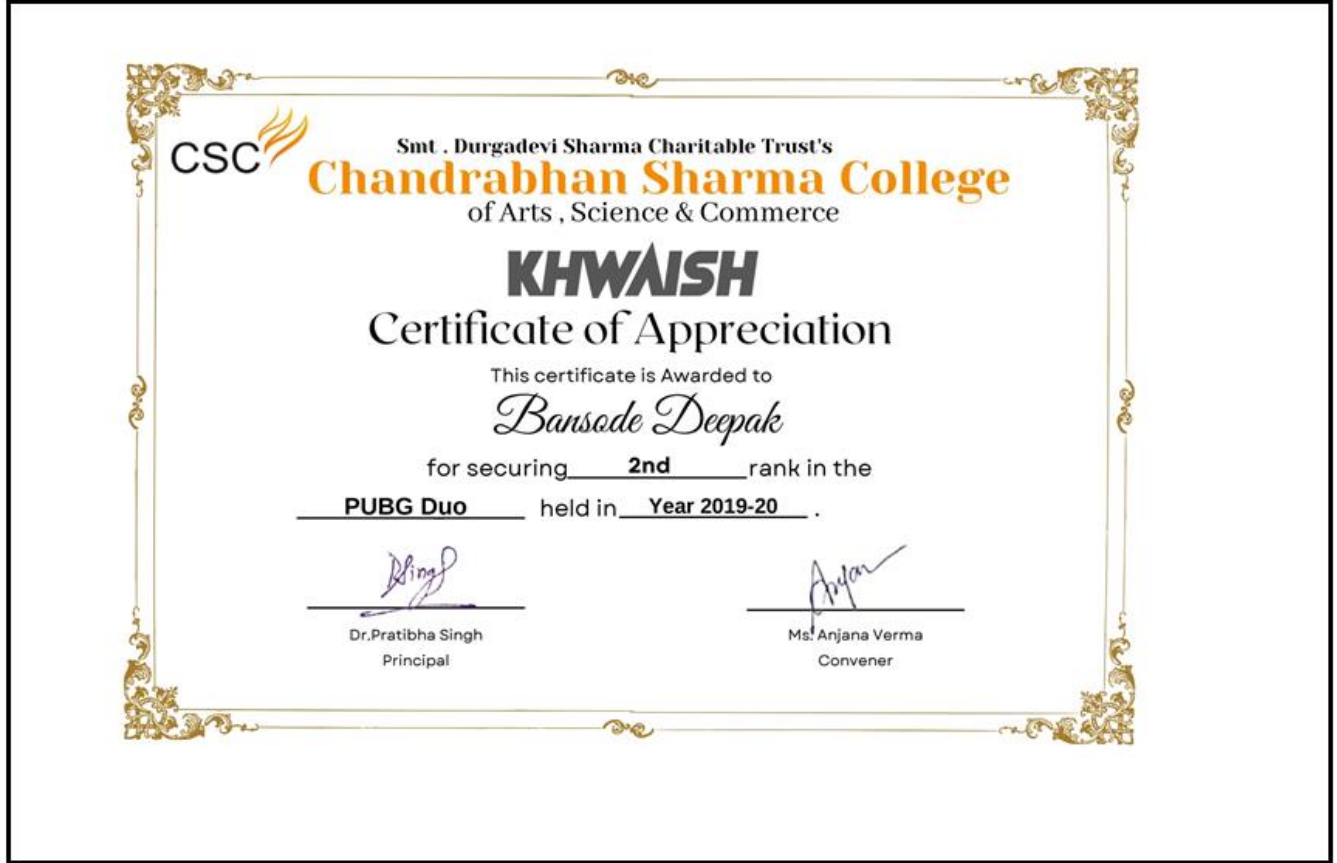 CSC
Smt . Durgadevi Sharma Charitable Trust's
Chandrabhan Sharma College
of Arts , Science & Commerce
KHWAISH
Certificate of Appreciation
This certificate is Awarded to
Bansode Deepak
for securing 2nd rank in the
PUBG Duo held in Year 2019-20 .
Dr.Pratibha Singh
Ms. Anjana Verma
Principal
Convener